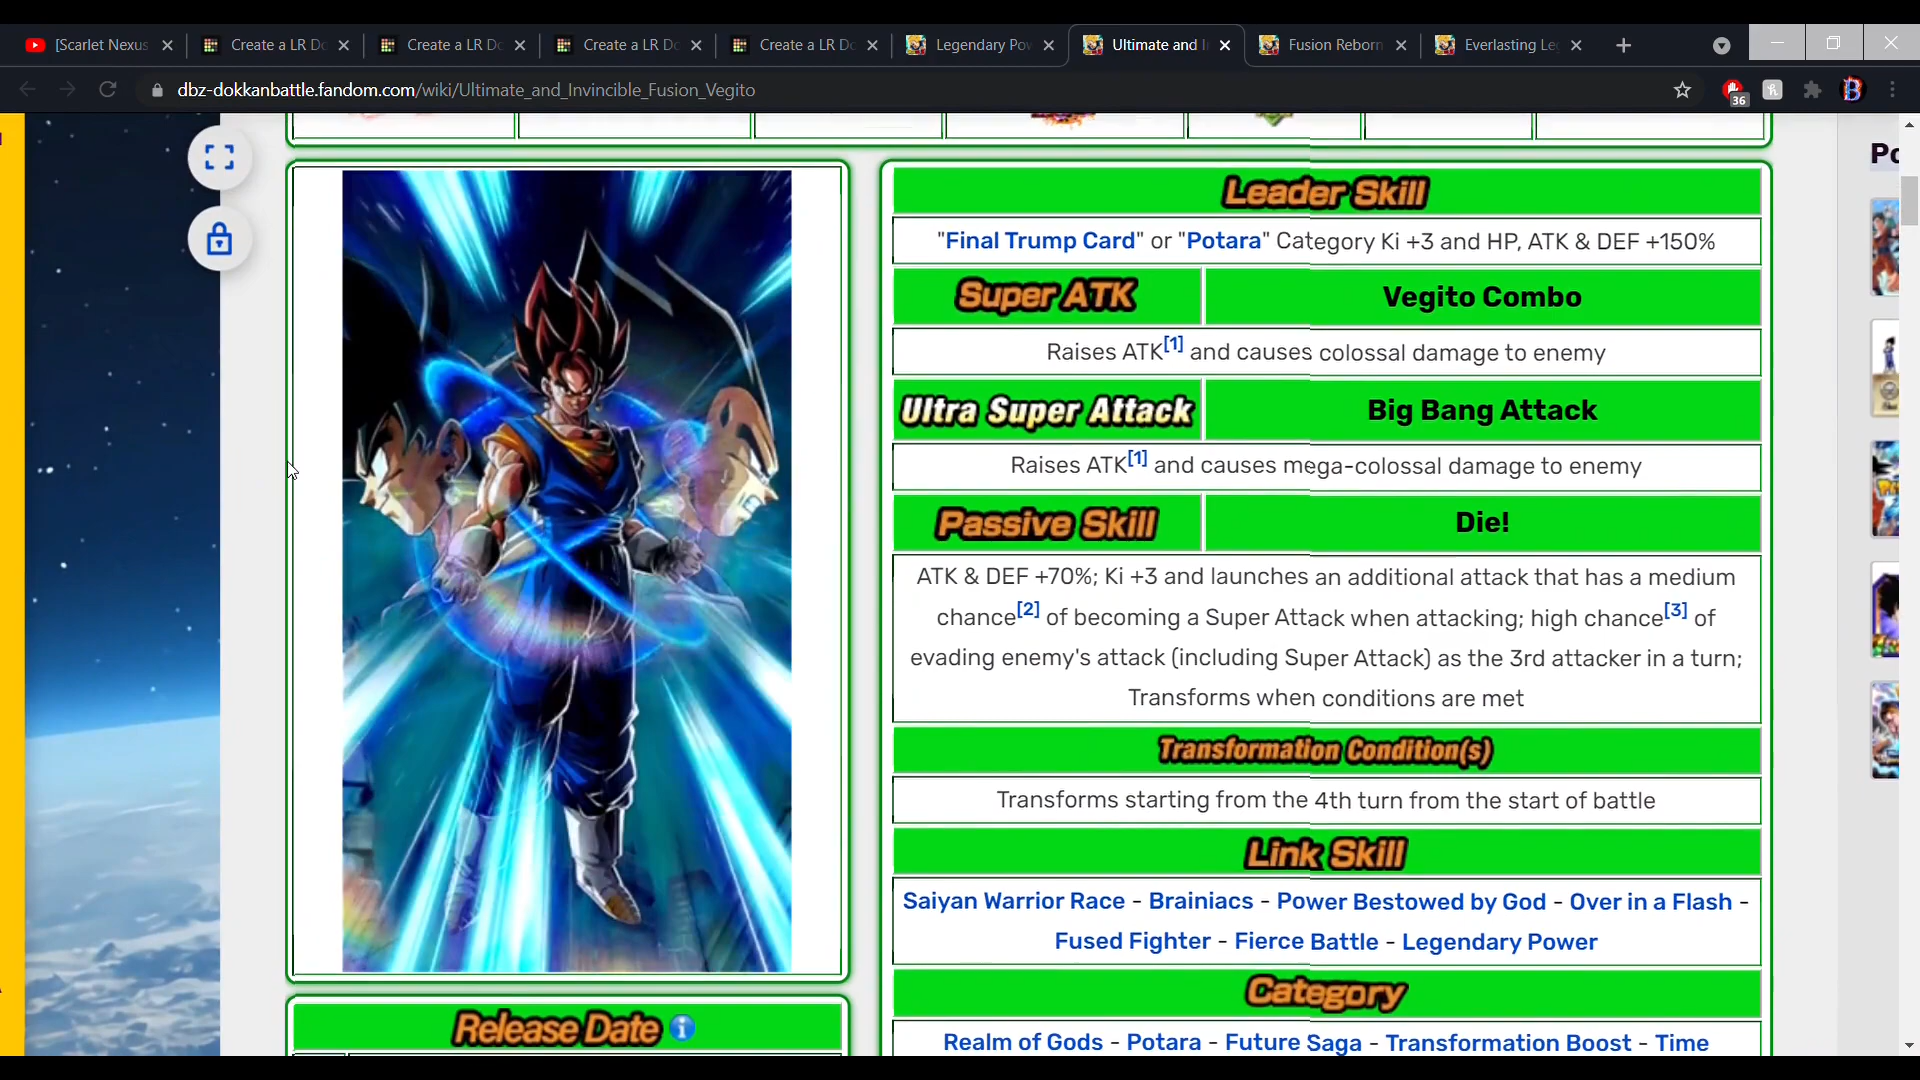 [Scarlet Nexus
Create a LR Do
Create a LR Do
Create a LR Do
Create a LR Do
Legendary Pow
Ultimate and I
Fusion Reborn
Everlasting Le
dbz-dokkanbattle.fandom.com/wiki/Ultimate_and_Invincible_Fusion_Vegito
36
Po
Leader Skill
"Final Trump Card" or "Potara" Category Ki +3 and HP, ATK & DEF +150%
Super ATK
Vegito Combo
Raises ATK[1] and causes colossal damage to enemy
Ultra Super Attack
Big Bang Attack
Raises ATK[1] and causes mega-colossal damage to enemy
Passive Skill
Die!
ATK & DEF +70%; Ki +3 and launches an additional attack that has a medium
chance[2] of becoming a Super Attack when attacking; high chance[3] of
evading enemy's attack (including Super Attack) as the 3rd attacker in a turn;
Transforms when conditions are met
Transformation Condition(s)
Transforms starting from the 4th turn from the start of battle
Link Skill
Saiyan Warrior Race - Brainiacs - Power Bestowed by God - Over in a Flash -
Fused Fighter - Fierce Battle - Legendary Power
Category
Realm of Gods - Potara - Future Saga - Transformation Boost - Time
Release Date